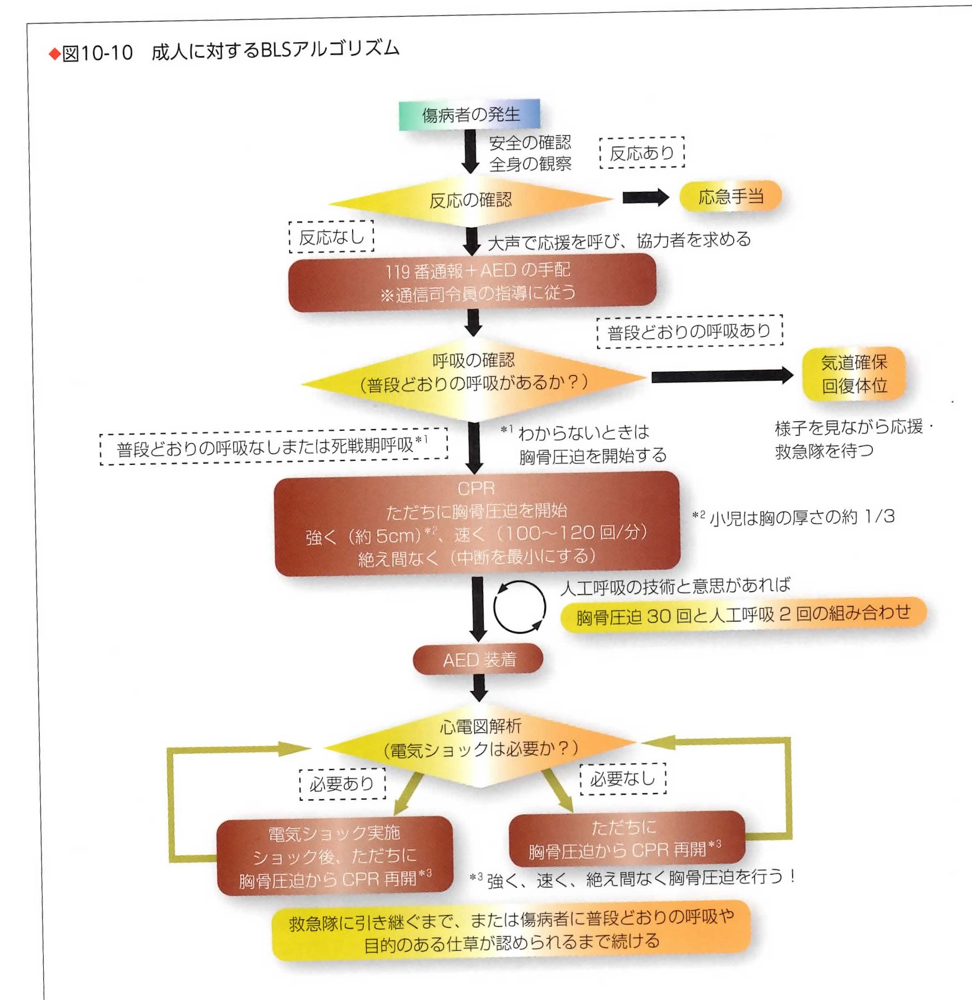 ◆図10-10 成人に対するBLSアルゴリズム
傷病者の発生
安全の確認
全身の観察
反応あり
反応の確認
応急手当
反応なし
大声で応援を呼び、協力者を求める
119番通報+AEDの手配
※通信司令員の指導に従う
普段どおりの呼吸あり
呼吸の確認
(普段どおりの呼吸があるか?)
気道確保
回復体位
様子を見ながら応援・
救急隊を待つ
普段どおりの呼吸なしまたは死戦期呼吸*1
*1 わからないときは
胸骨圧迫を開始する
CPR
ただちに胸骨圧迫を開始
強く(約5cm)*2、速く(100〜120回/分)
絶え間なく(中断を最小にする)
*2 小児は胸の厚さの約1/3
人工呼吸の技術と意思があれば
胸骨圧迫30回と人工呼吸2回の組み合わせ
AED装着
心電図解析
(電気ショックは必要か?)
必要あり
必要なし
電気ショック実施
ショック後、ただちに
胸骨圧迫からCPR再開*3
ただちに
胸骨圧迫からCPR再開*3
*3 強く、速く、絶え間なく胸骨圧迫を行う!
救急隊に引き継ぐまで、または傷病者に普段どおりの呼吸や
目的のある仕草が認められるまで続ける